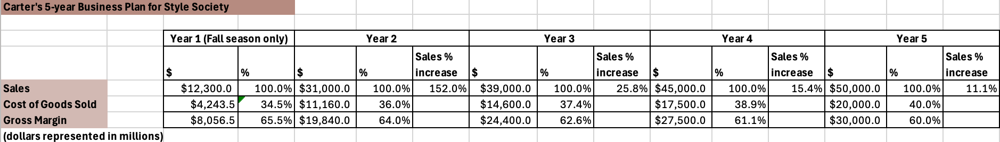 Carter's 5-year Business Plan for Style Society
Year 1 (Fall season only) Year 2 Year 3 Year 4 Year 5
$ % $ % Sales % increase $ % Sales % increase $ % Sales % increase $ % Sales % increase
Sales $12,300.0 100.0% $31,000.0 100.0% 152.0% $39,000.0 100.0% 25.8% $45,000.0 100.0% 15.4% $50,000.0 100.0% 11.1%
Cost of Goods Sold $4,243.5 34.5% $11,160.0 36.0% $14,600.0 37.4% $17,500.0 38.9% $20,000.0 40.0%
Gross Margin $8,056.5 65.5% $19,840.0 64.0% $24,400.0 62.6% $27,500.0 61.1% $30,000.0 60.0%
(dollars represented in millions)